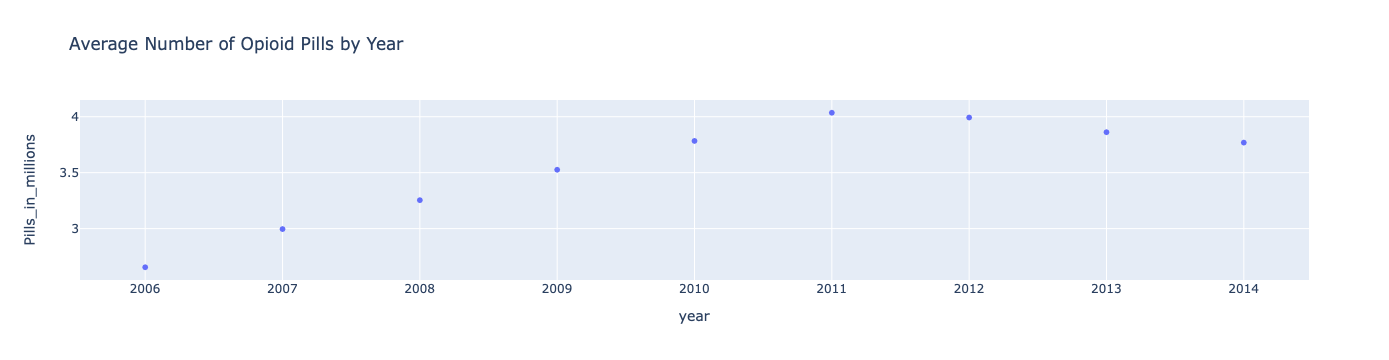 Average Number of Opioid Pills by Year
Pills_in_millions
4
3.5
3
2006 2007 2008 2009 2010 2011 2012 2013 2014
year